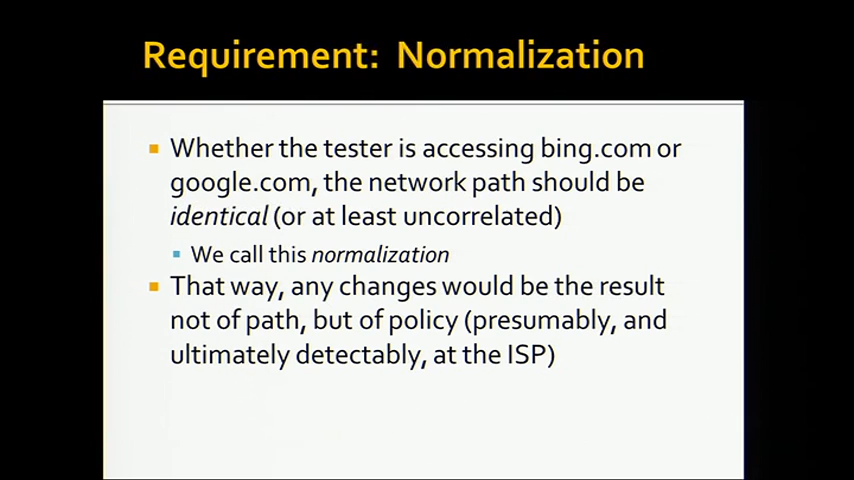 Requirement: Normalization
Whether the tester is accessing bing.com or
google.com, the network path should be
identical (or at least uncorrelated)
We call this normalization
That way, any changes would be the result
not of path, but of policy (presumably, and
ultimately detectably, at the ISP)